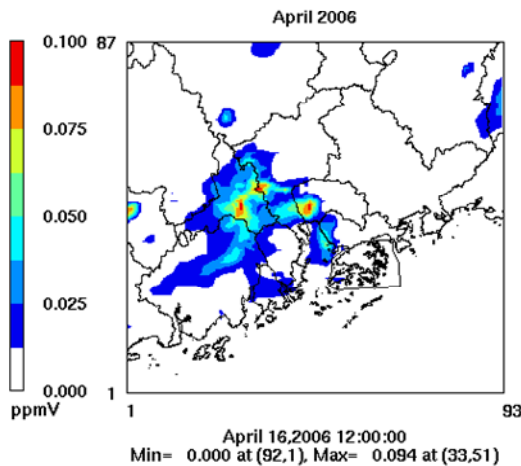 April 2006
0.100
0.075
0.050
0.025
0.000
ppmV
87
1
1
93
April 16,2006 12:00:00
Min= 0.000 at (92,1), Max= 0.094 at (33,51)